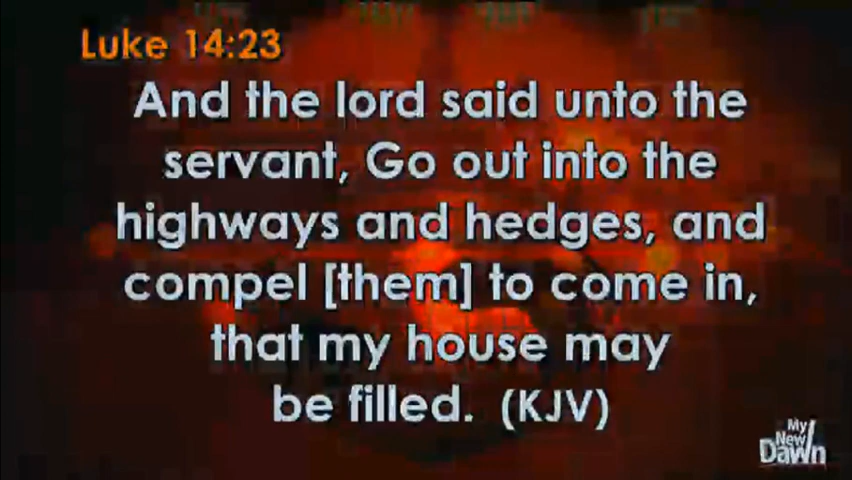 Luke 14:23
And the lord said unto the
servant, Go out into the
highways and hedges, and
compel [them] to come in,
that my house may
be filled. (KJV)
My
New
Dawn